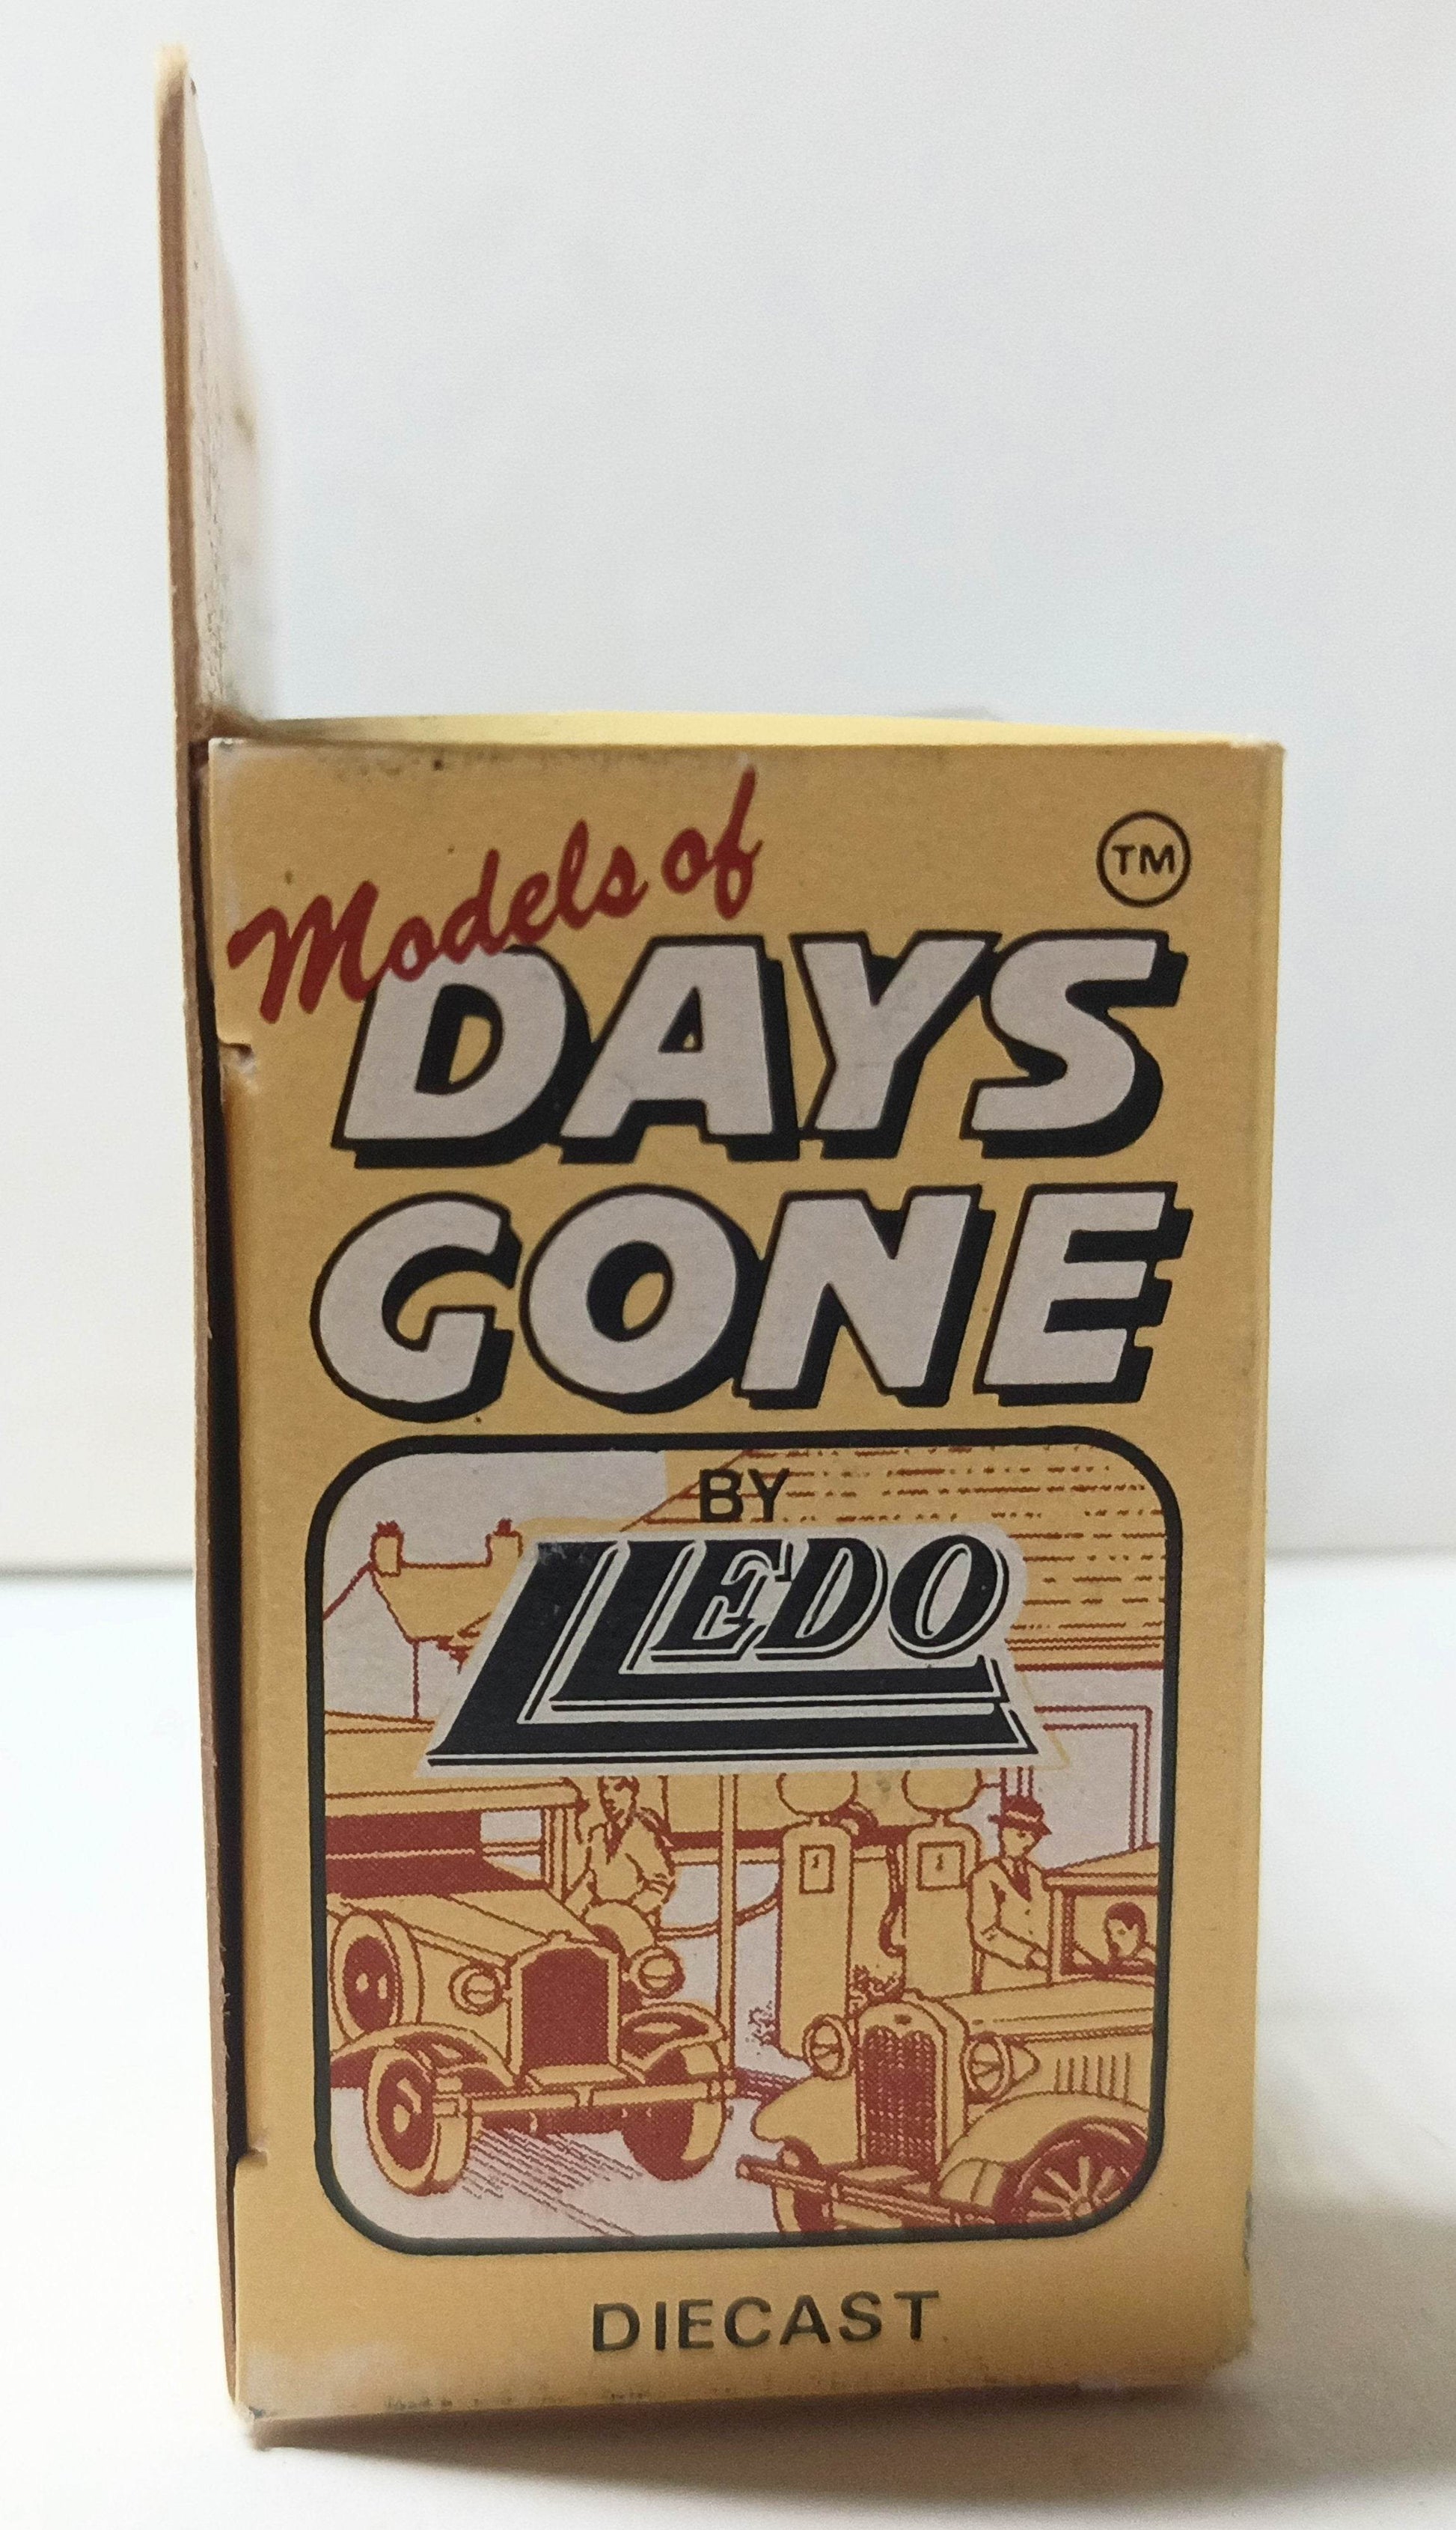 Models of
TM
DAYS
GONE
BY
LLEDO
DIECAST